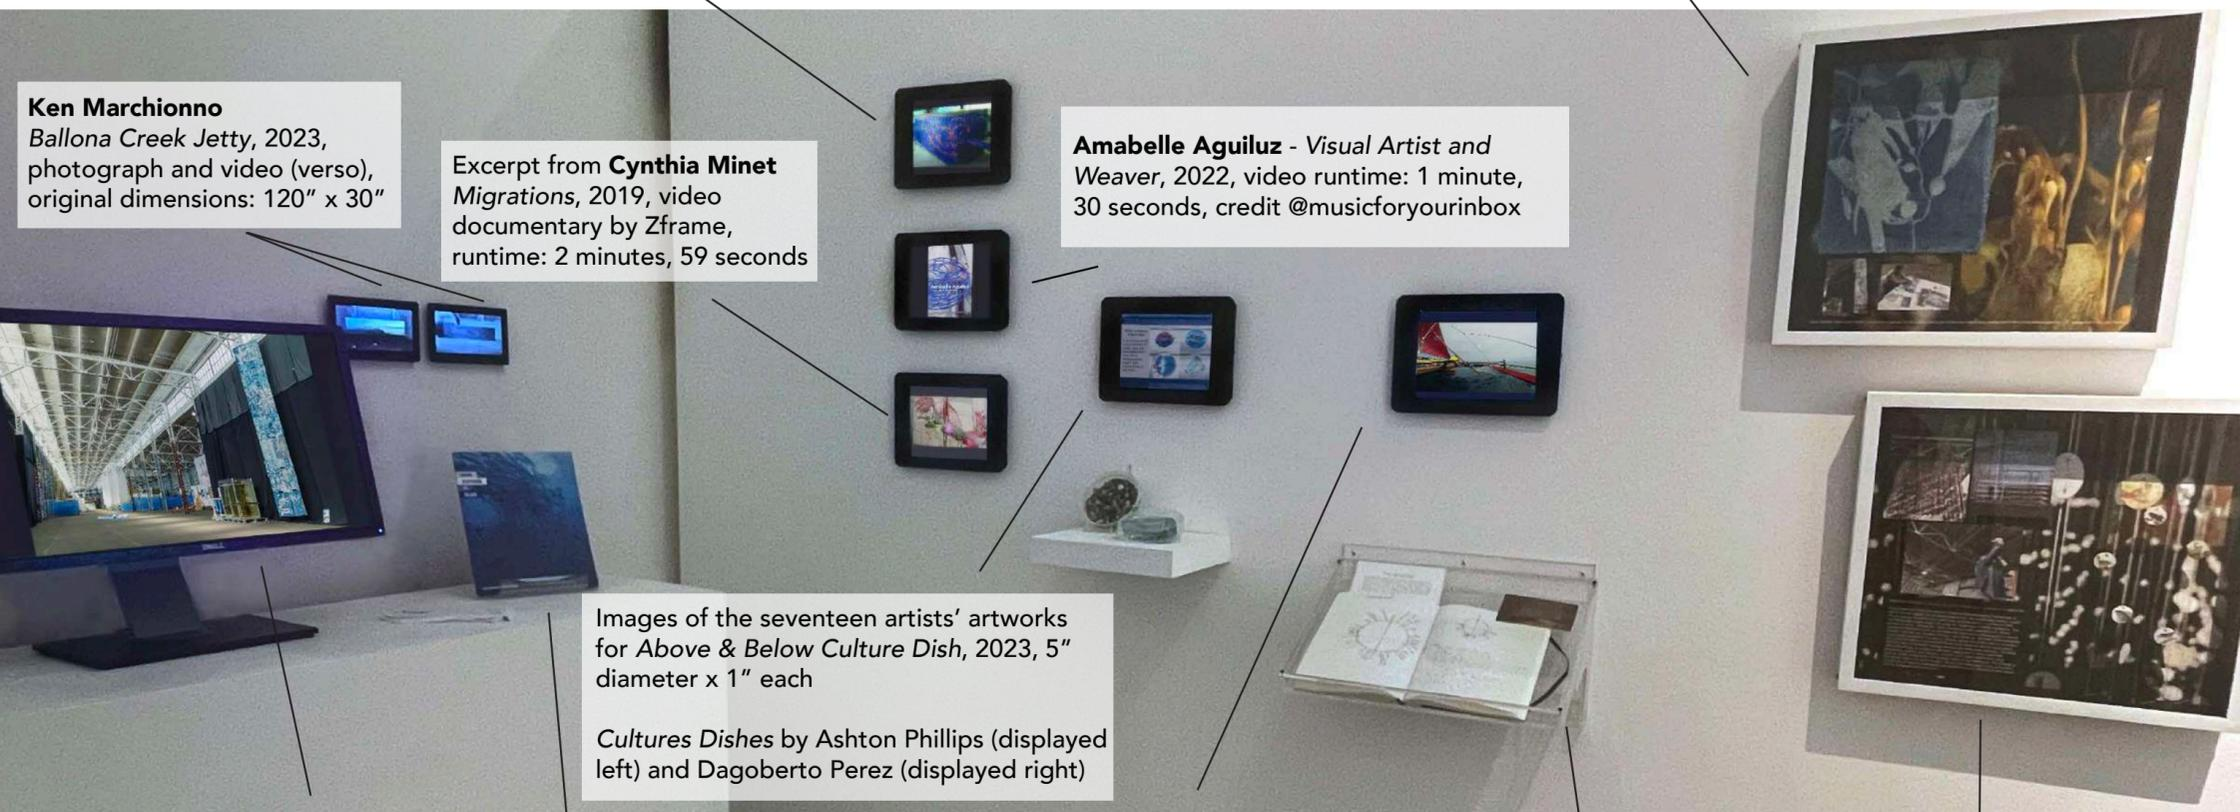 Ken Marchionno
Ballona Creek Jetty, 2023,
photograph and video (verso),
original dimensions: 120” x 30”
Excerpt from Cynthia Minet
Migrations, 2019, video
documentary by Zframe,
runtime: 2 minutes, 59 seconds
Amabelle Aguiluz - Visual Artist and
Weaver, 2022, video runtime: 1 minute,
30 seconds, credit @musicforyourinbox
Images of the seventeen artists’ artworks
for Above & Below Culture Dish, 2023, 5”
diameter x 1” each
Cultures Dishes by Ashton Phillips (displayed
left) and Dagoberto Perez (displayed right)
DELL